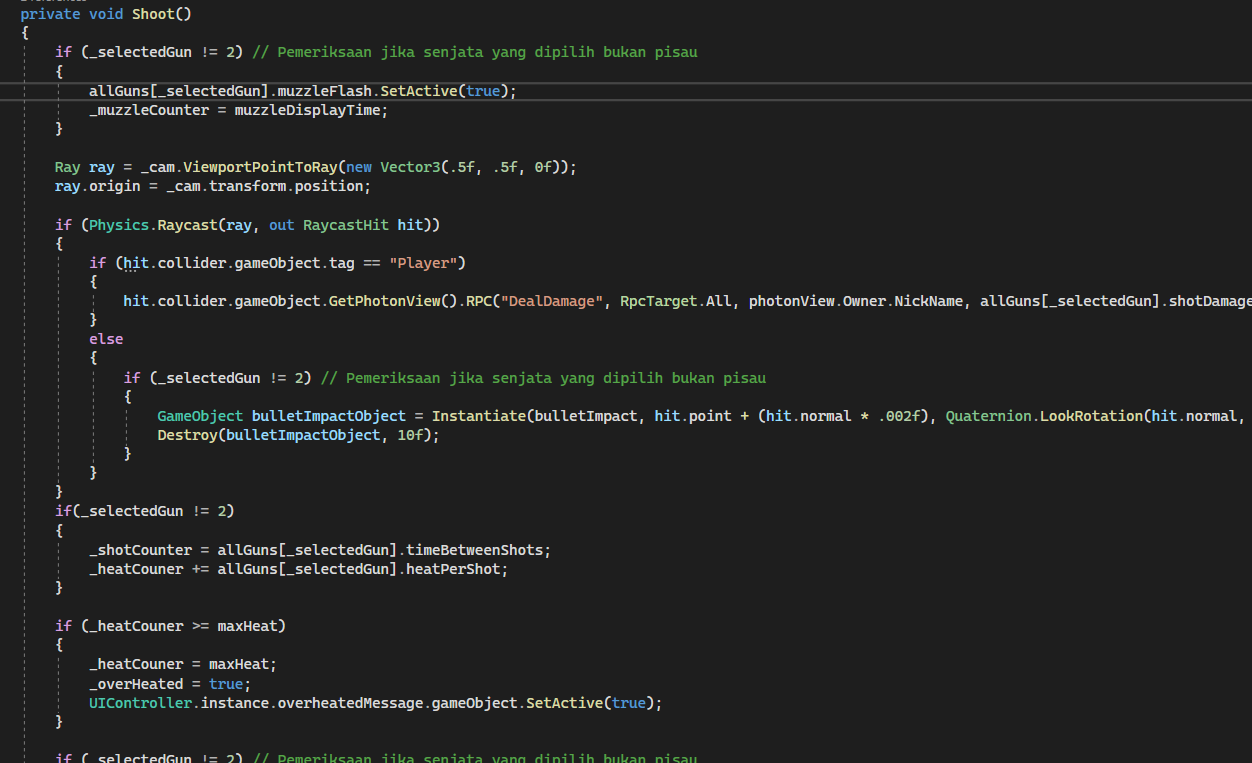 private void Shoot()
{
if (_selectedGun != 2) // Pemeriksaan jika senjata yang dipilih bukan pisau
{
allGuns[_selectedGun].muzzleFlash.SetActive(true);
_muzzleCounter = muzzleDisplayTime;
}
Ray ray = _cam.ViewportPointToRay(new Vector3(.5f, .5f, 0f));
ray.origin = _cam.transform.position;
if (Physics.Raycast(ray, out RaycastHit hit))
{
if (hit.collider.gameObject.tag == "Player")
{
hit.collider.gameObject.GetPhotonView().RPC("DealDamage", RpcTarget.All, photonView.Owner.NickName, allGuns[_selectedGun].shotDamage
}
else
{
if (_selectedGun != 2) // Pemeriksaan jika senjata yang dipilih bukan pisau
{
GameObject bulletImpactObject = Instantiate(bulletImpact, hit.point + (hit.normal * .002f), Quaternion.LookRotation(hit.normal,
Destroy(bulletImpactObject, 10f);
}
}
}
if(_selectedGun != 2)
{
_shotCounter = allGuns[_selectedGun].timeBetweenShots;
_heatCouner += allGuns[_selectedGun].heatPerShot;
}
if (_heatCouner >= maxHeat)
{
_heatCouner = maxHeat;
_overHeated = true;
UIController.instance.overheatedMessage.gameObject.SetActive(true);
}
if (_selectedGun != 2) // Pemeriksaan jika senjata yang dipilih bukan pisau